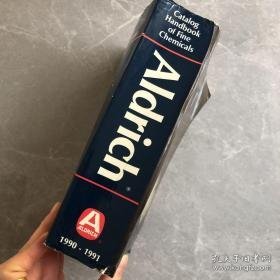 Catalog
Handbook
of Fine
Chemicals
Aldrich®
A
ALDRICH
1990 - 1991